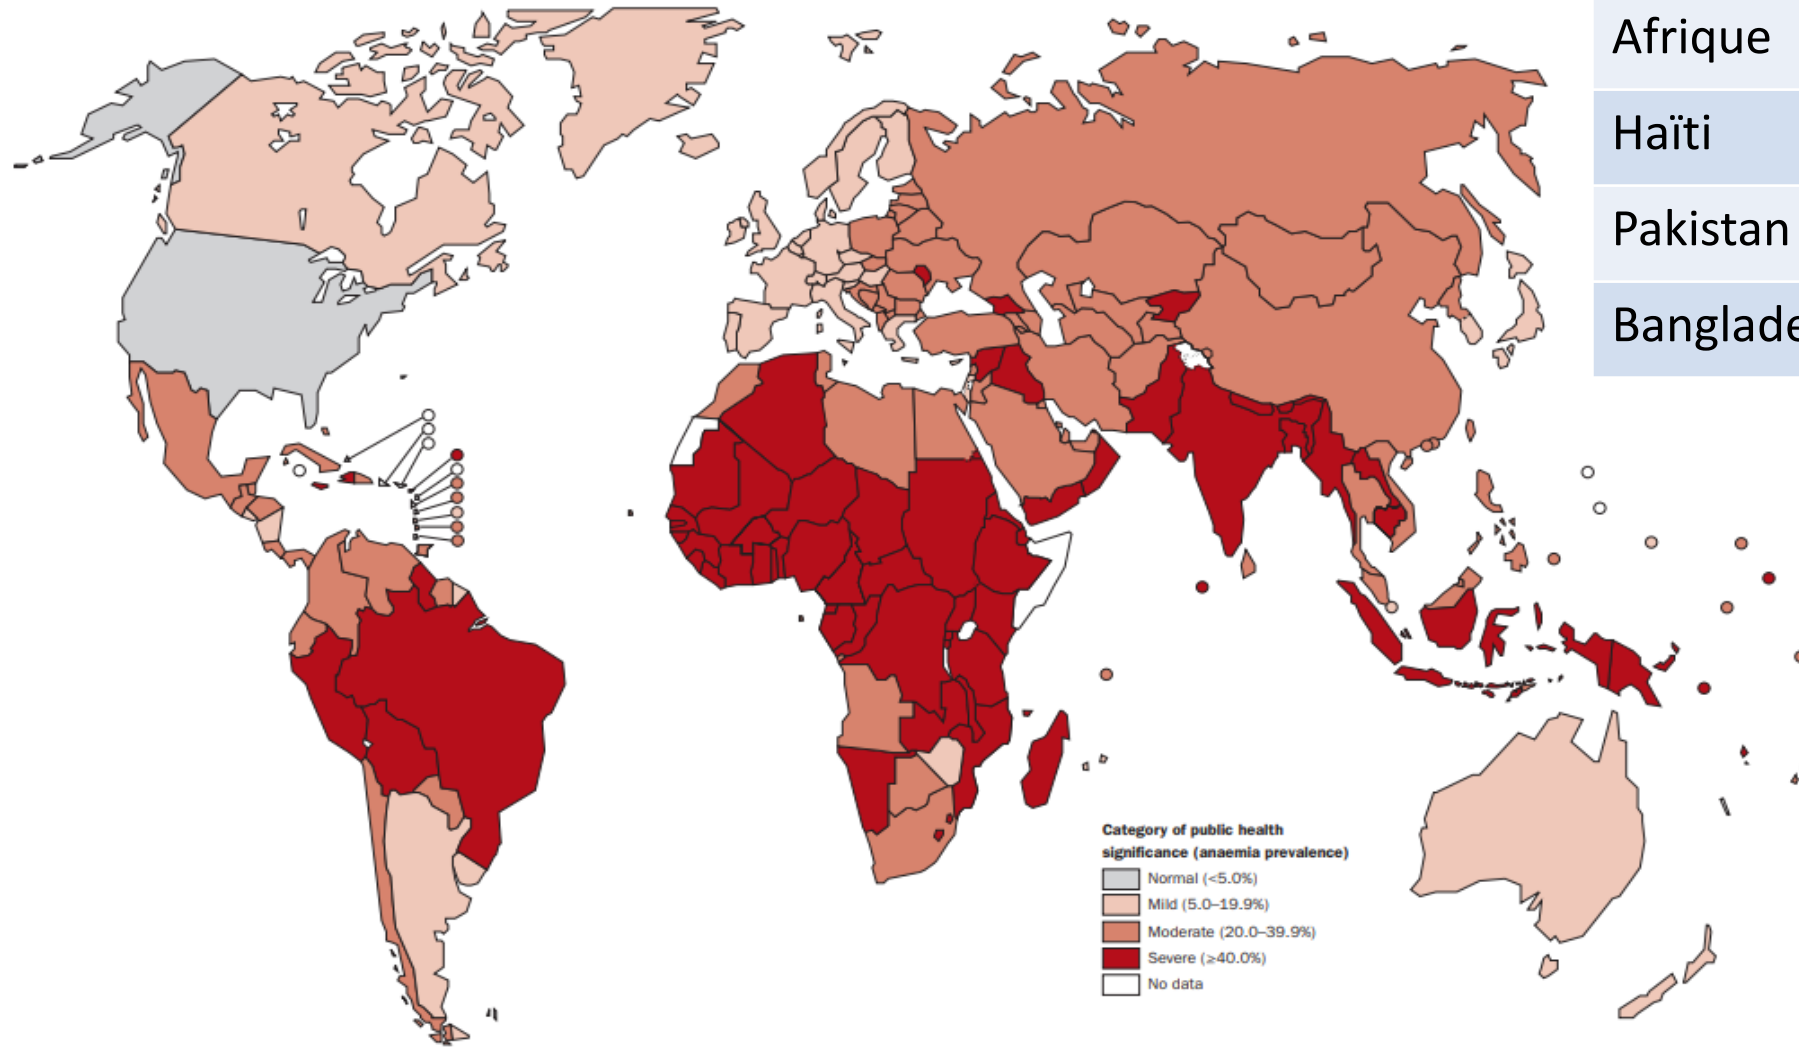 Afrique
Haïti
Pakistan
Banglade
Category of public health
significance (anaemia prevalence)
Normal (<5.0%)
Mild (5.0–19.9%)
Moderate (20.0–39.9%)
Severe (≥40.0%)
No data